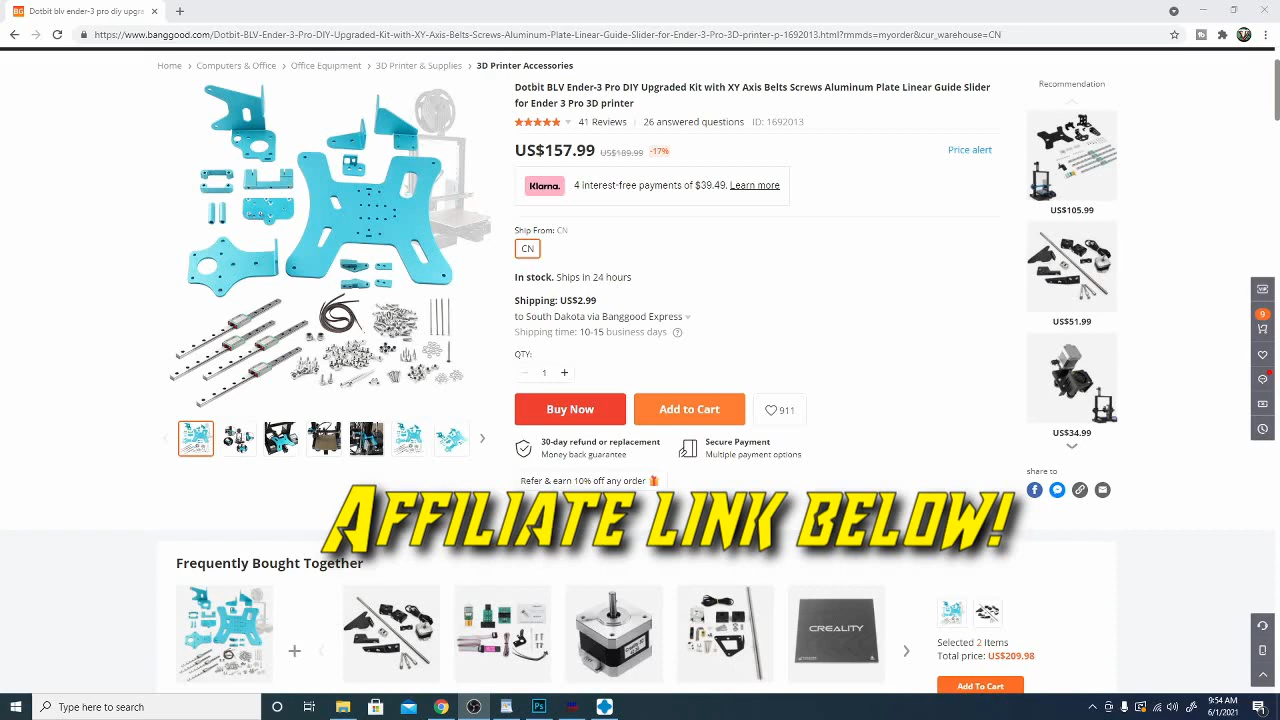 Dotbit blv ender-3 pro diy upgra
https://www.banggood.com/Dotbit-BLV-Ender-3-Pro-DIY-Upgraded-Kit-with-XY-Axis-Belts-Screws-Aluminum-Plate-Linear-Guide-Slider-for-Ender-3-Pro-3D-printer-p-1692013.html?rmmds=myorder&cur_warehouse=CN
Home > Computers & Office > Office Equipment > 3D Printer & Supplies > 3D Printer Accessories
Dotbit BLV Ender-3 Pro DIY Upgraded Kit with XY Axis Belts Screws Aluminum Plate Linear Guide Slider
for Ender 3 Pro 3D printer
41 Reviews | 26 answered questions ID: 1692013
US$157.99 US$189.99 -17%
Price alert
Klarna. 4 interest-free payments of $39.49. Learn more
Ship From: CN
CN
In stock. Ships in 24 hours
Shipping: US$2.99
to South Dakota via Banggood Express
Shipping time: 10-15 business days ?
QTY:
− 1 +
Buy Now
Add to Cart
911
30-day refund or replacement
Money back guarantee
Secure Payment
Multiple payment options
Refer & earn 10% off any order
Recommendation
US$105.99
US$51.99
US$34.99
share to
9
Affiliate link below!
Frequently Bought Together
+
CREALITY
Selected 2 Items
Total price: US$209.98
Add To Cart
Type here to search
Ps
9:54 AM
6/1/2021